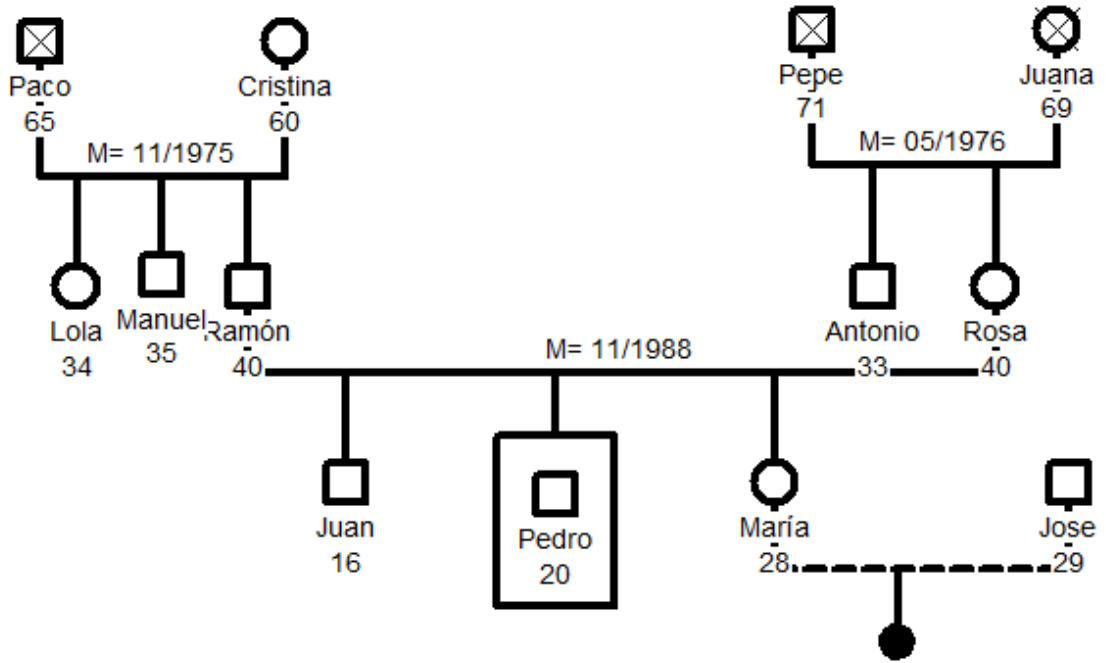 Paco
65
Cristina
60
Pepe
71
Juana
69
M= 11/1975
M= 05/1976
Lola
34
Manuel
35
Ramón
40
Antonio
33
Rosa
40
M= 11/1988
Juan
16
Pedro
20
María
28
Jose
29